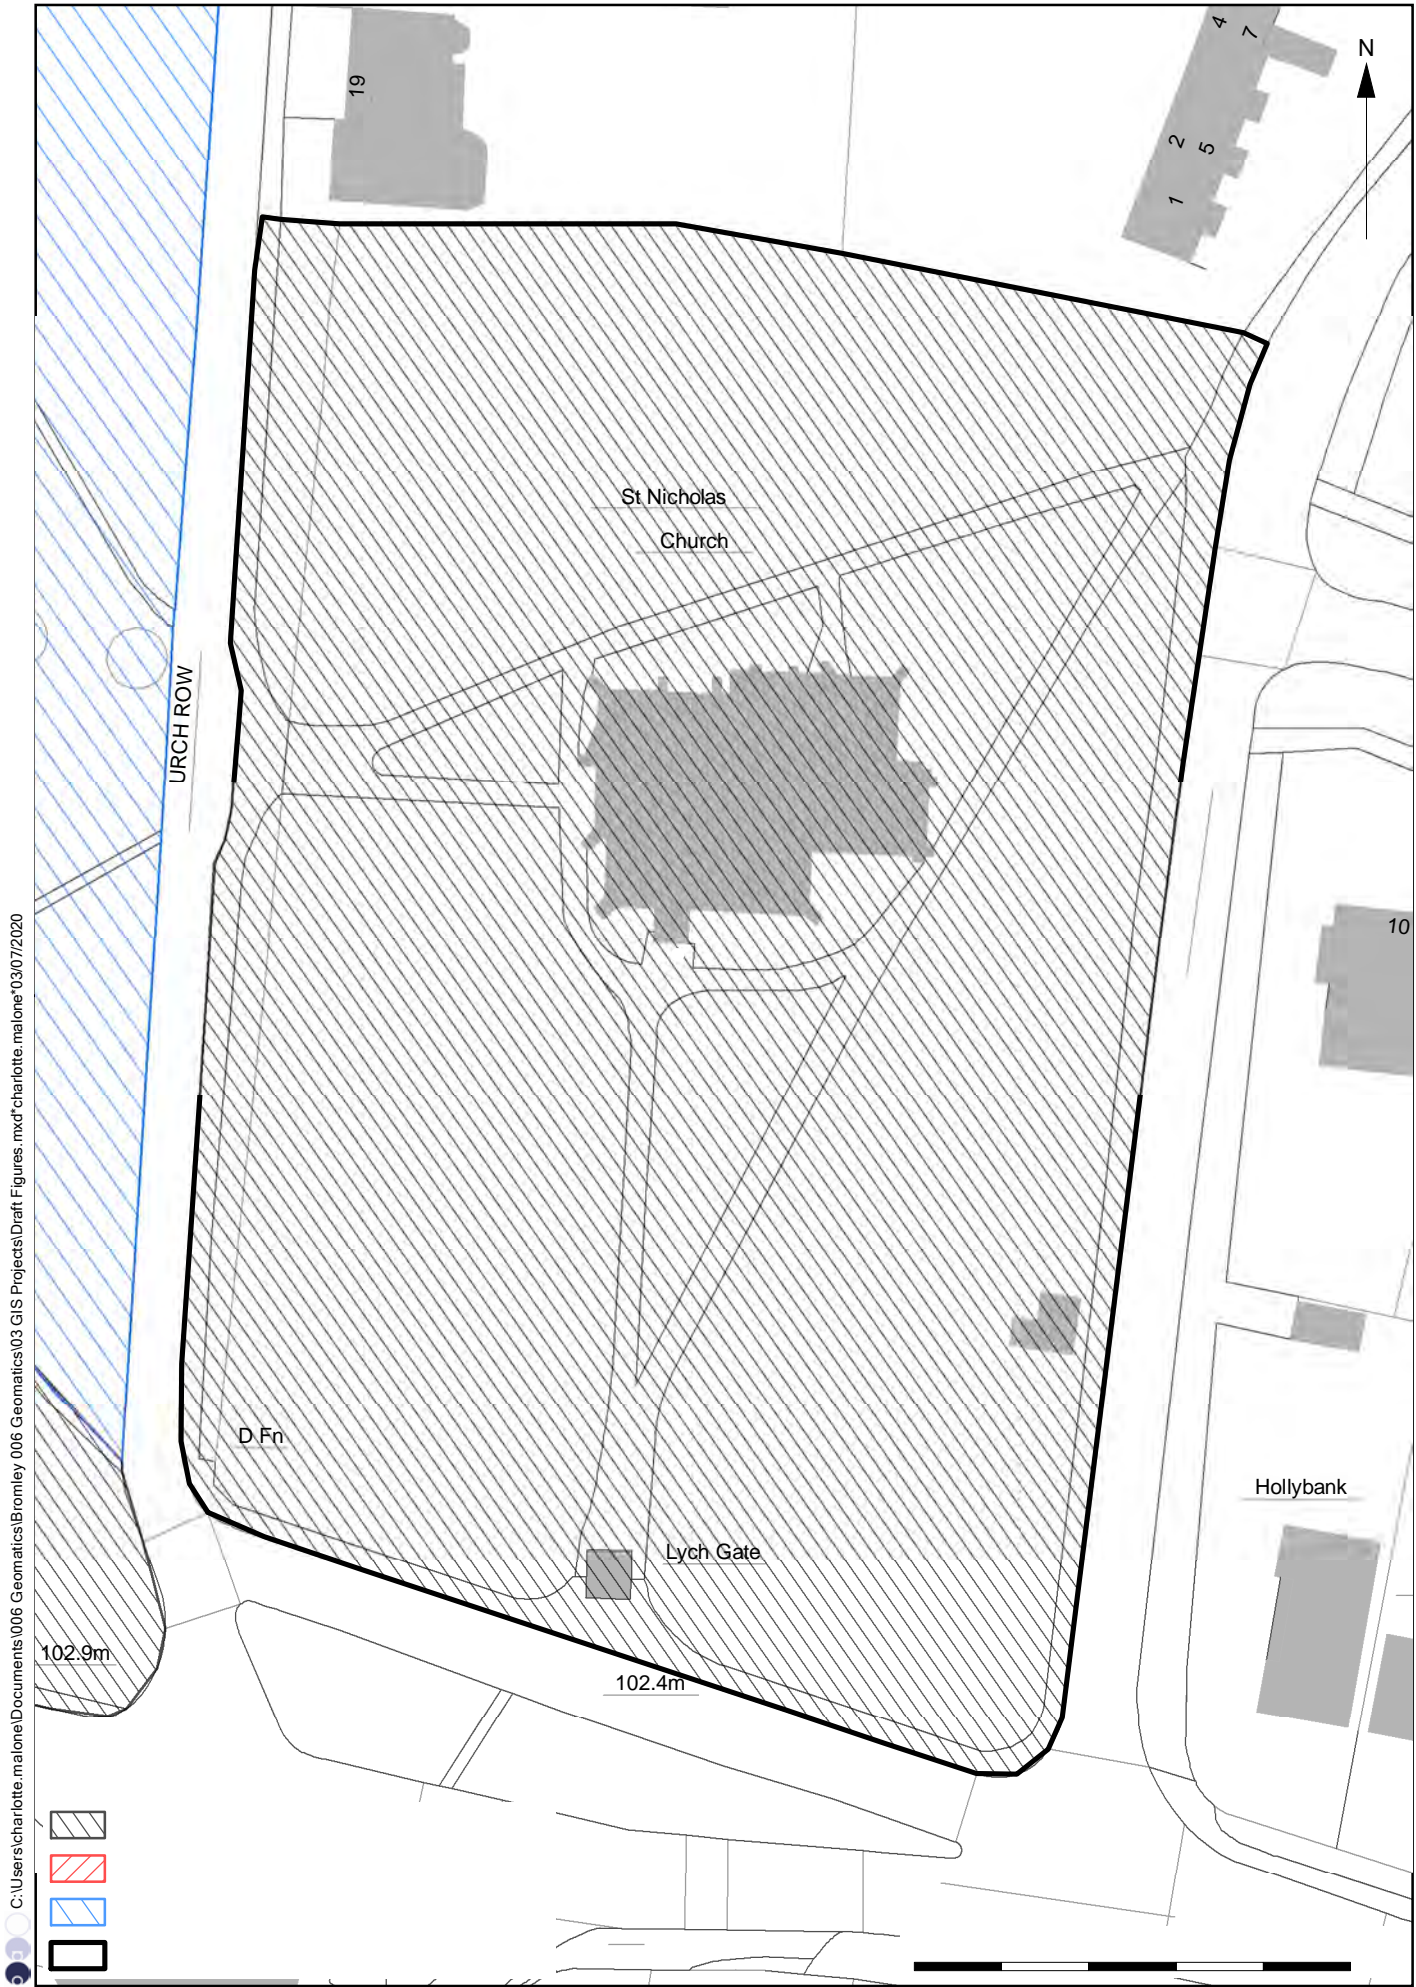 19
4
7
2
5
1
N
St Nicholas
Church
URCH ROW
10
D Fn
Hollybank
Lych Gate
102.9m
102.4m
C:\Users\charlotte.malone\Documents\006 Geomatics\Bromley 006 Geomatics\03 GIS Projects\Draft Figures.mxd*charlotte.malone*03/07/2020